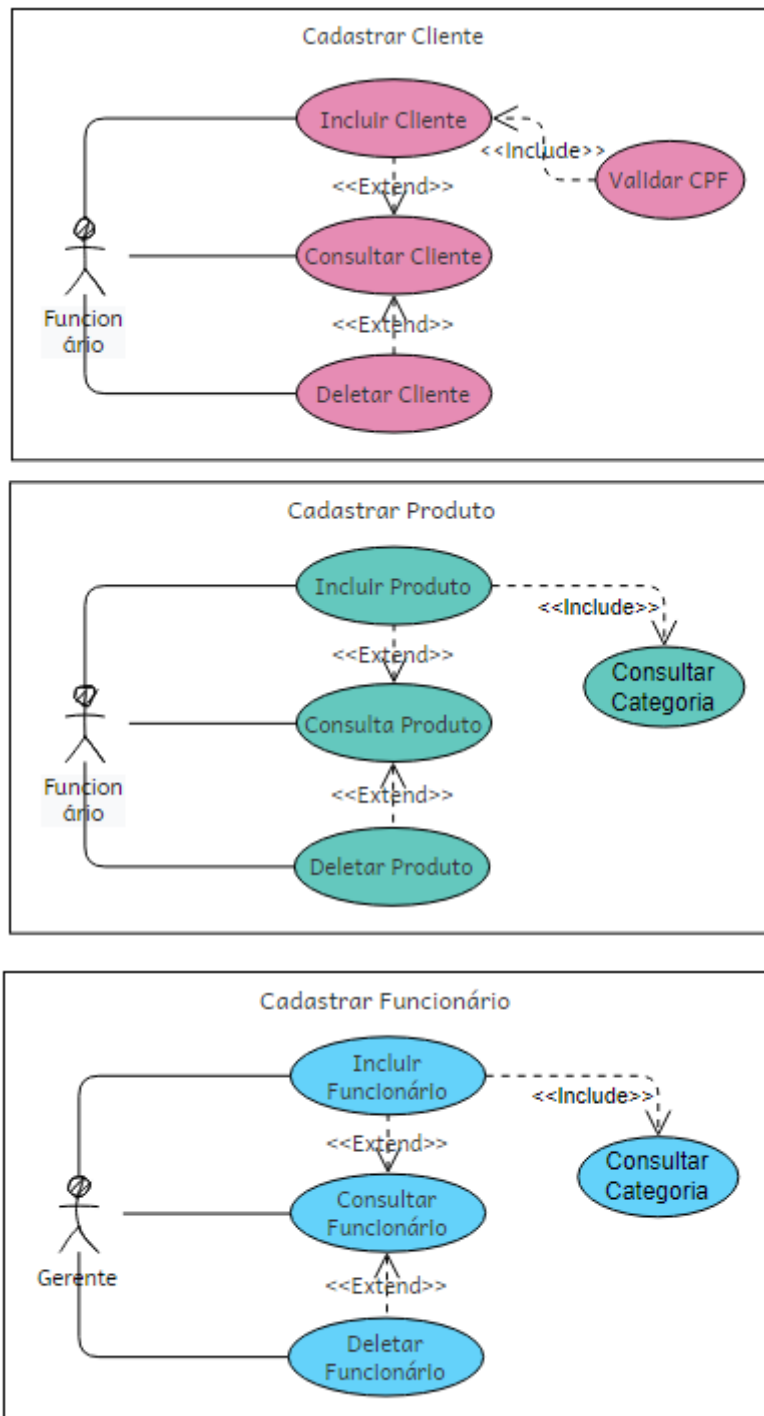 Cadastrar Cliente
Incluir Cliente
<<Include>>
Validar CPF
<<Extend>>
Consultar Cliente
Funcion
ário
<<Extend>>
Deletar Cliente
Cadastrar Produto
Incluir Produto
<<Include>>
<<Extend>>
Consultar
Categoria
Consulta Produto
Funcion
ário
<<Extend>>
Deletar Produto
Cadastrar Funcionário
Incluir
Funcionário
<<Include>>
<<Extend>>
Consultar
Categoria
Consultar
Funcionário
Gerente
<<Extend>>
Deletar
Funcionário